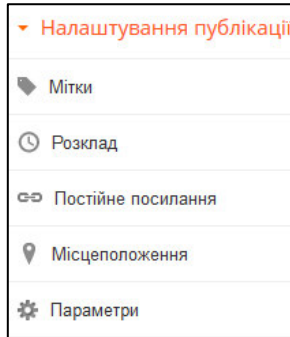 Налаштування публікації
Мітки
Розклад
Постійне посилання
Місцеположення
Параметри